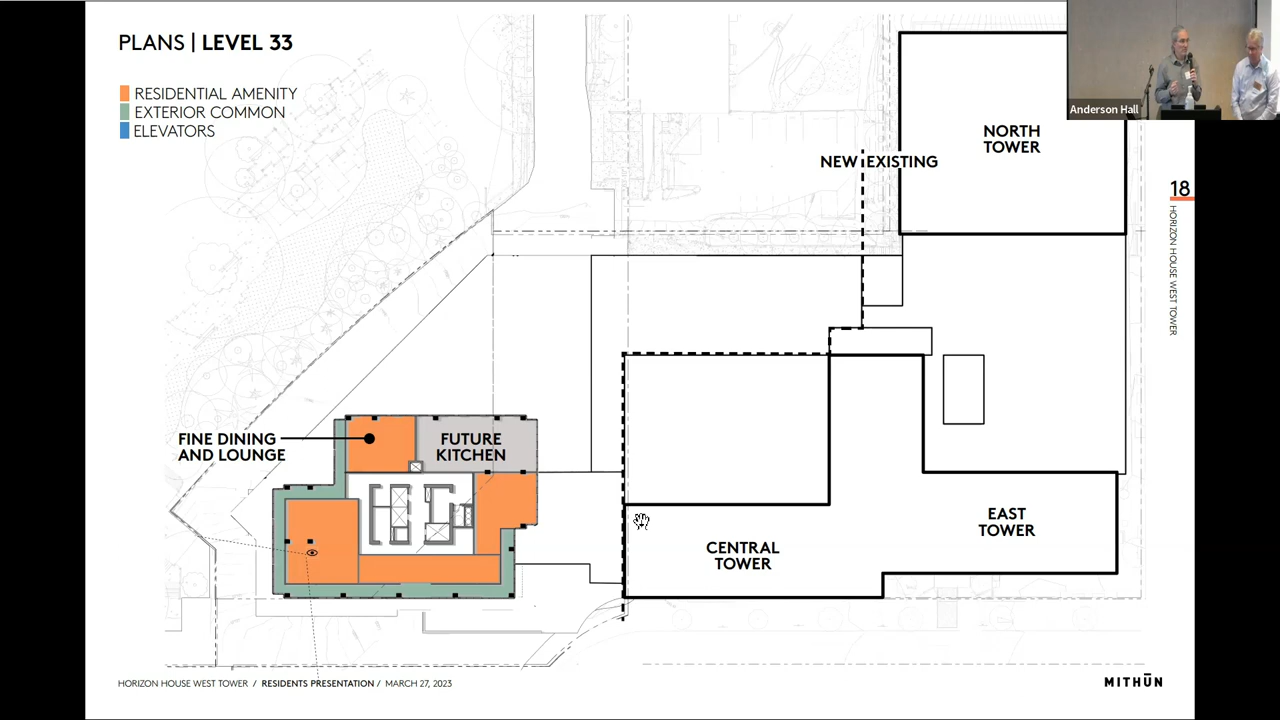 PLANS | LEVEL 33
RESIDENTIAL AMENITY
EXTERIOR COMMON
ELEVATORS
Anderson Hall
NORTH
TOWER
NEW EXISTING
18
HORIZON HOUSE WEST TOWER
FINE DINING
AND LOUNGE
FUTURE
KITCHEN
CENTRAL
TOWER
EAST
TOWER
HORIZON HOUSE WEST TOWER / RESIDENTS PRESENTATION / MARCH 27, 2023
MITHŪN